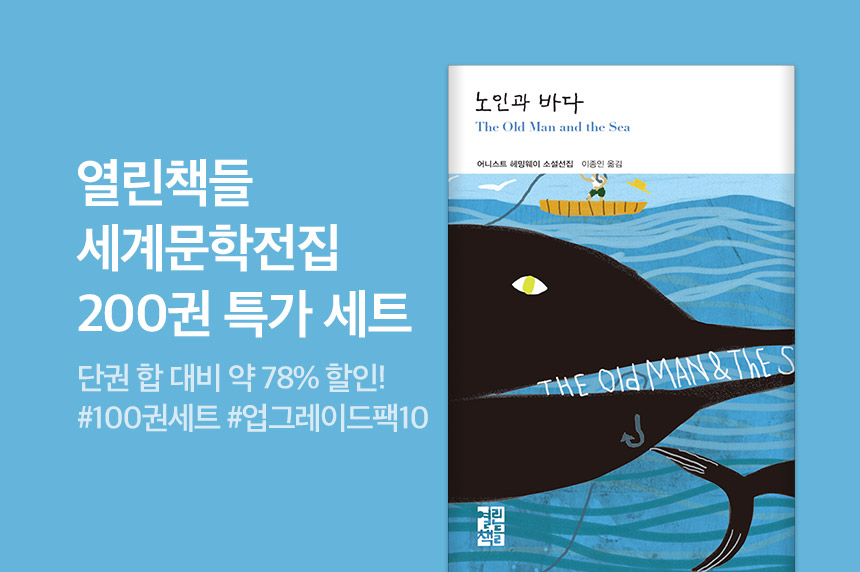 열린책들
세계문학전집
200권 특가 세트
단권 합 대비 약 78% 할인!
#100권세트 #업그레이드팩10
노인과 바다
The Old Man and the Sea
어니스트 헤밍웨이 소설선집 이종인 옮김
THE Old MAN & ThE S
열린
책들